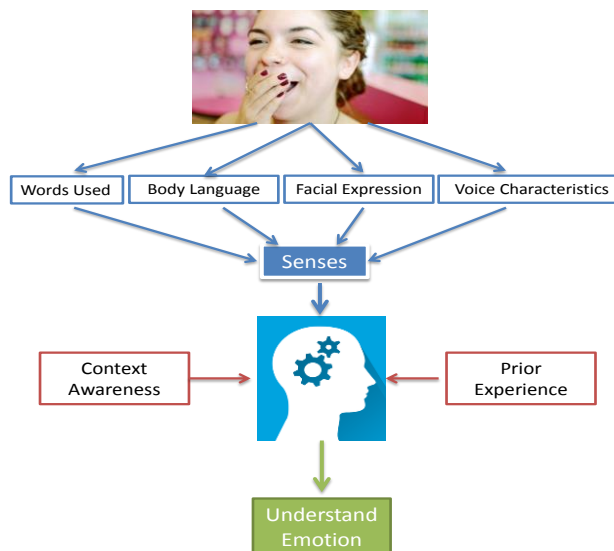 Words Used
Body Language
Facial Expression
Voice Characteristics
Senses
Context
Awareness
Prior
Experience
Understand
Emotion